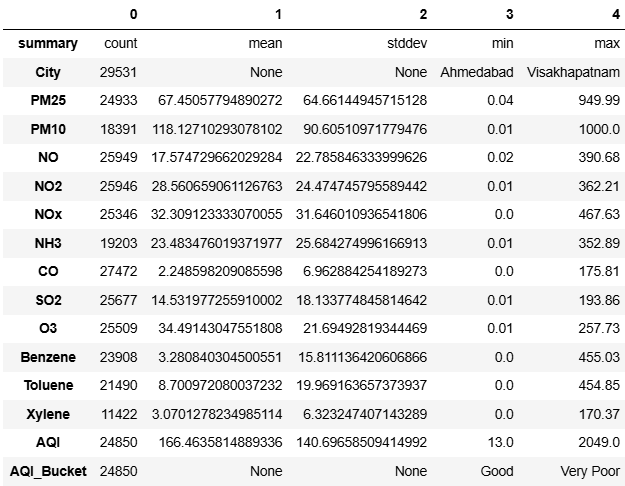 0 1 2 3 4
summary count mean stddev min max
City 29531 None None Ahmedabad Visakhapatnam
PM25 24933 67.45057794890272 64.66144945715128 0.04 949.99
PM10 18391 118.12710293078102 90.60510971779476 0.01 1000.0
NO 25949 17.574729662029284 22.785846333999626 0.02 390.68
NO2 25946 28.560659061126763 24.474745795589442 0.01 362.21
NOx 25346 32.309123333070055 31.646010936541806 0.0 467.63
NH3 19203 23.483476019371977 25.684274996166913 0.01 352.89
CO 27472 2.248598209085598 6.962884254189273 0.0 175.81
SO2 25677 14.531977255910002 18.133774845814642 0.01 193.86
O3 25509 34.49143047551808 21.69492819344469 0.01 257.73
Benzene 23908 3.280840304500551 15.811136420606866 0.0 455.03
Toluene 21490 8.700972080037232 19.969163657373937 0.0 454.85
Xylene 11422 3.0701278234985114 6.323247407143289 0.0 170.37
AQI 24850 166.4635814889336 140.69658509414992 13.0 2049.0
AQI_Bucket 24850 None None Good Very Poor